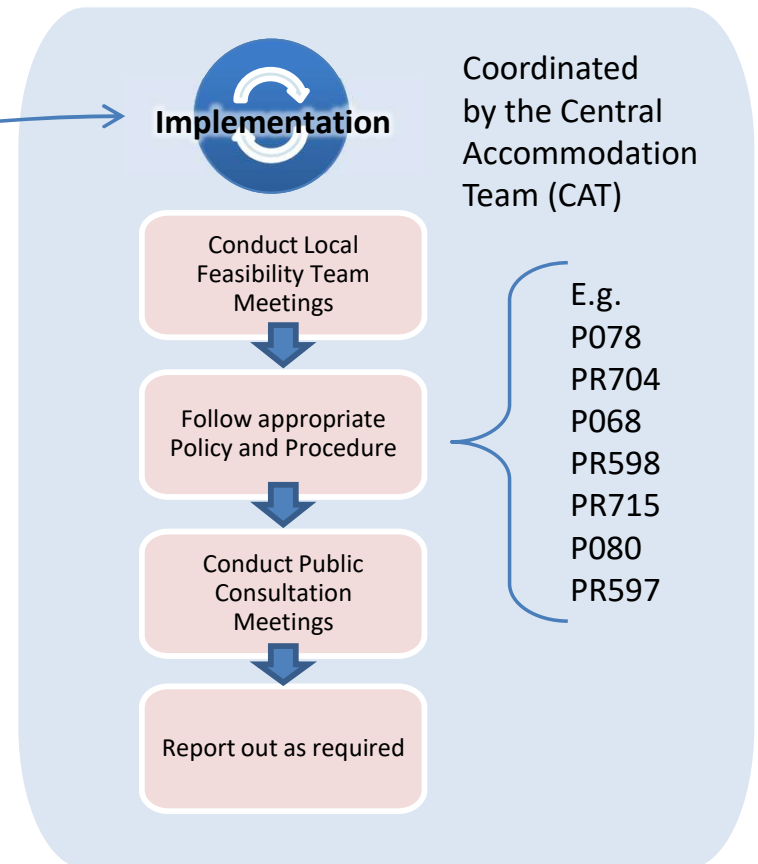 Implementation
Coordinated
by the Central
Accommodation
Team (CAT)
Conduct Local
Feasibility Team
Meetings
Follow appropriate
Policy and Procedure
E.g.
P078
PR704
P068
PR598
PR715
P080
PR597
Conduct Public
Consultation
Meetings
Report out as required